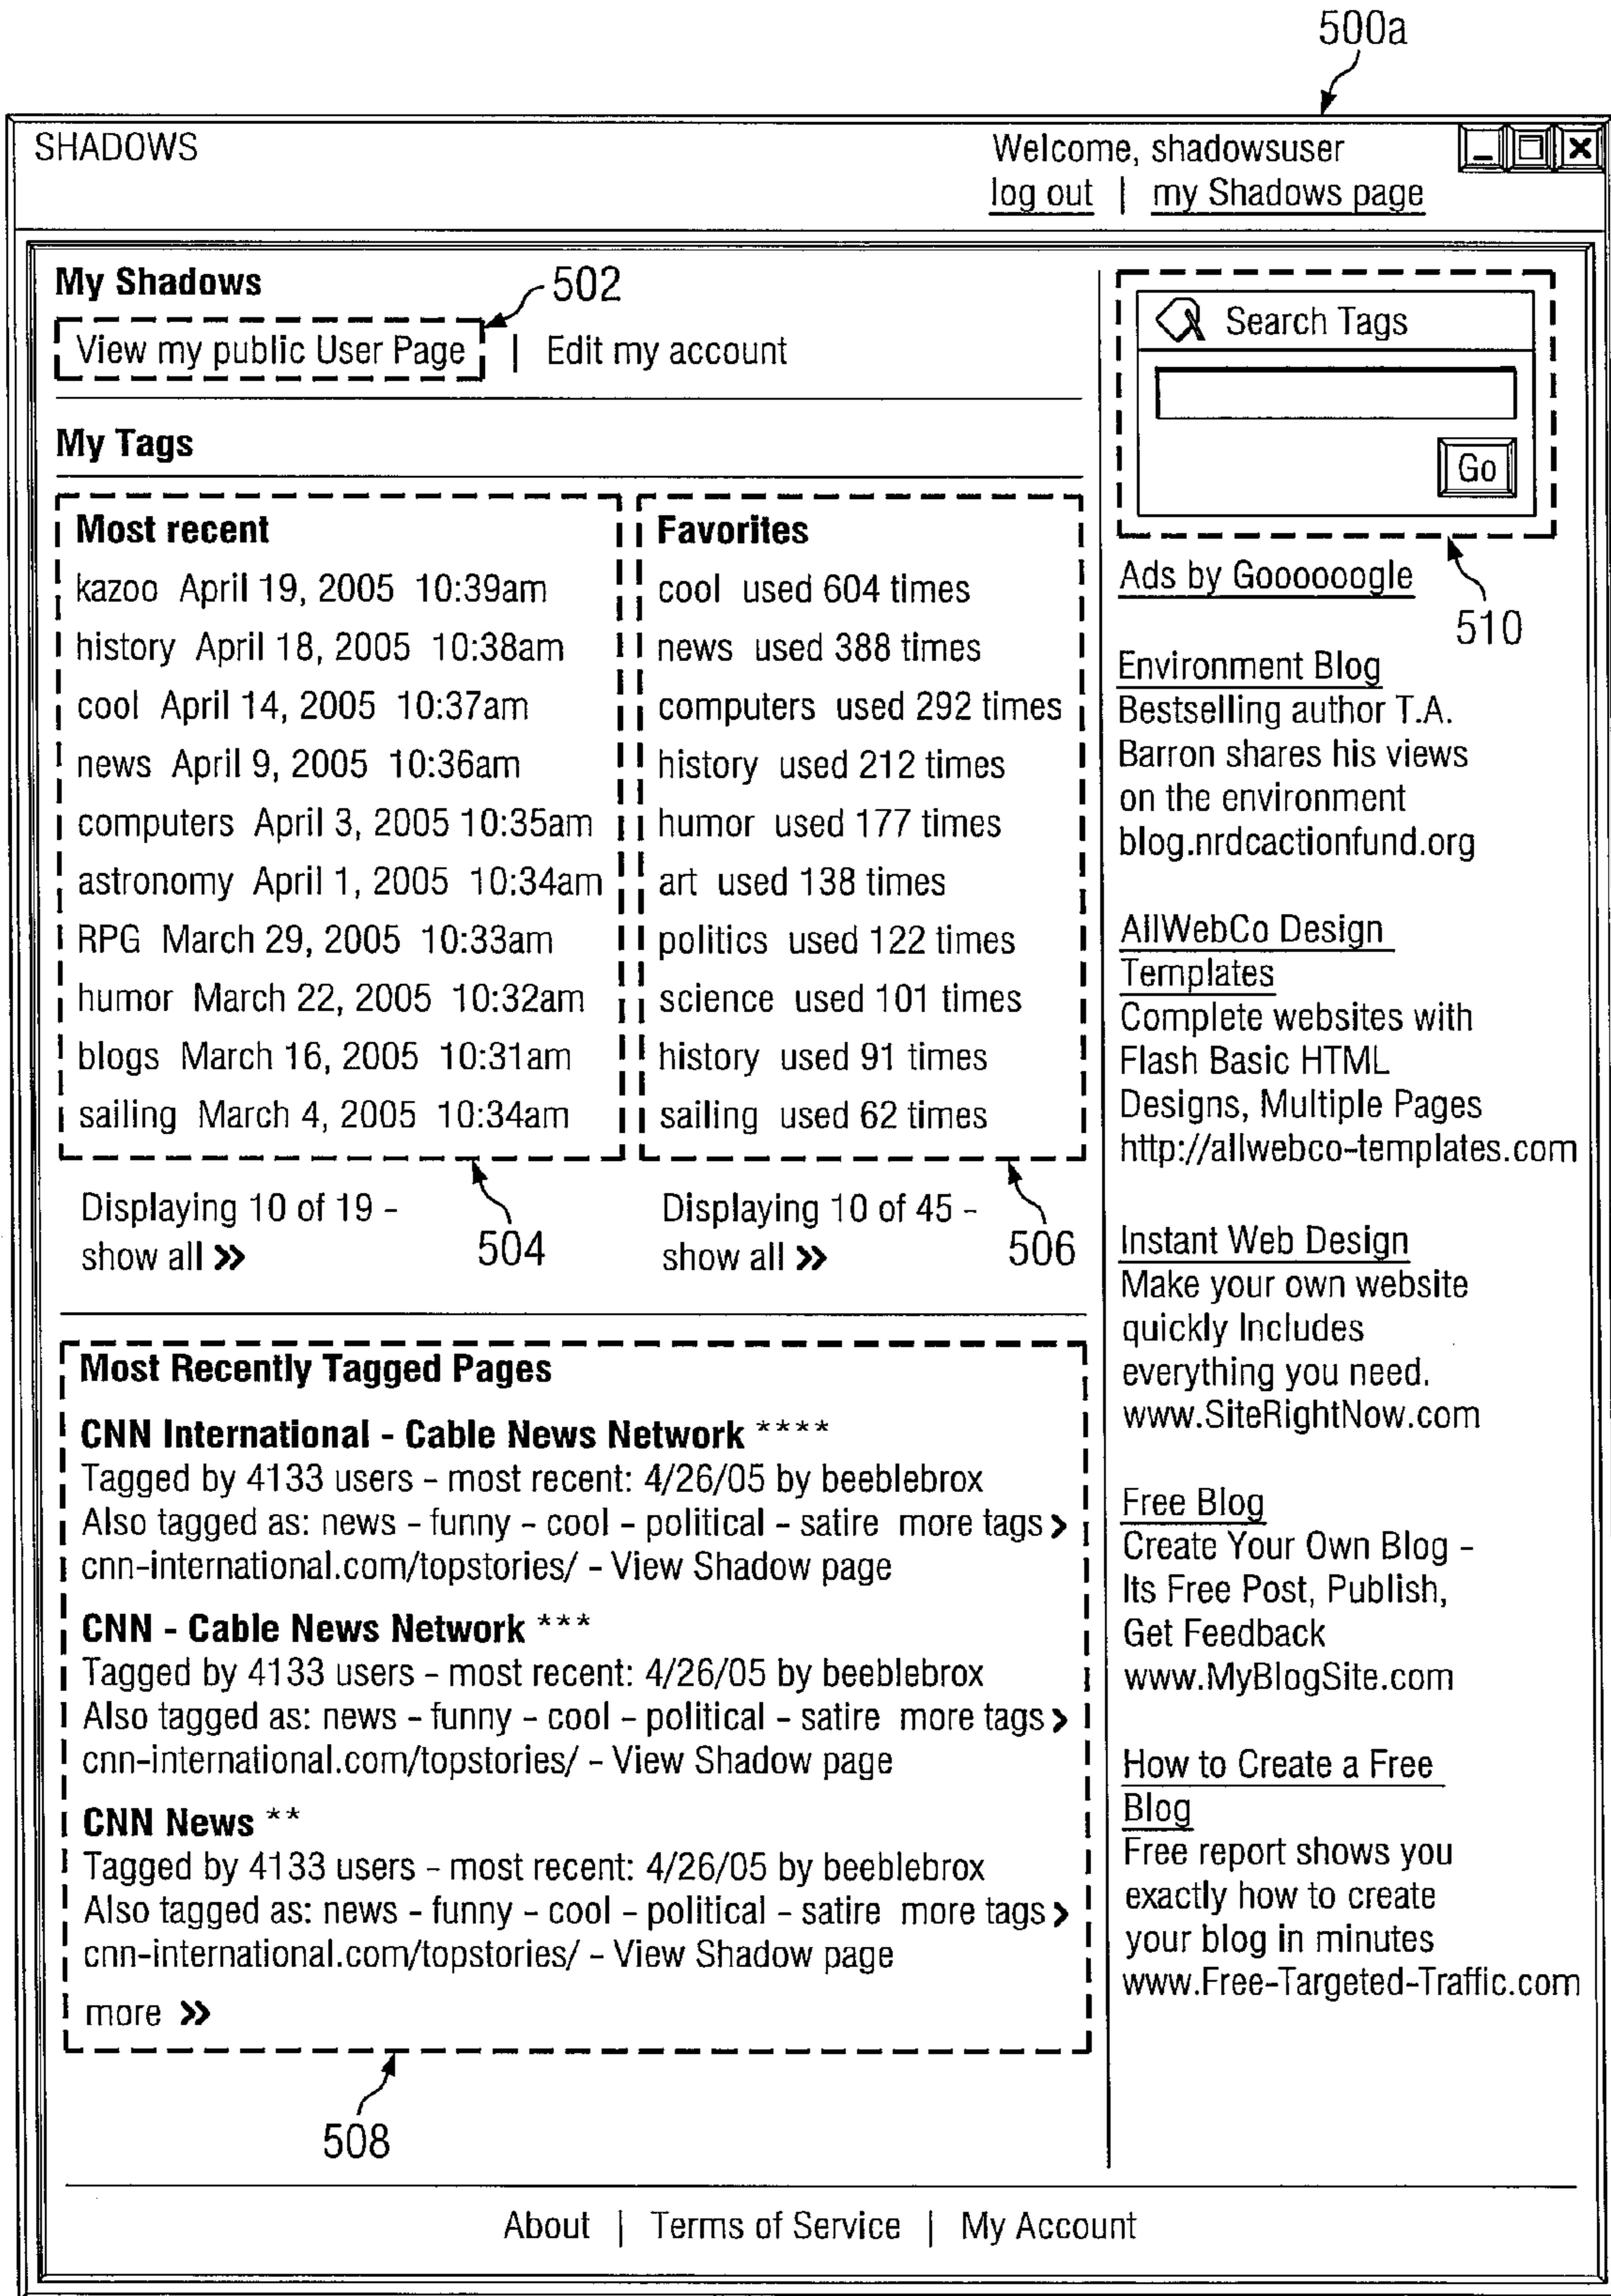 500a
SHADOWS
Welcome, shadowsuser
log out | my Shadows page
My Shadows
502
View my public User Page | Edit my account
My Tags
Most recent
kazoo April 19, 2005 10:39am
history April 18, 2005 10:38am
cool April 14, 2005 10:37am
news April 9, 2005 10:36am
computers April 3, 2005 10:35am
astronomy April 1, 2005 10:34am
RPG March 29, 2005 10:33am
humor March 22, 2005 10:32am
blogs March 16, 2005 10:31am
sailing March 4, 2005 10:34am
Displaying 10 of 19 -
show all »
504
Favorites
cool used 604 times
news used 388 times
computers used 292 times
history used 212 times
humor used 177 times
art used 138 times
politics used 122 times
science used 101 times
history used 91 times
sailing used 62 times
Displaying 10 of 45 -
show all »
506
Most Recently Tagged Pages
CNN International - Cable News Network ****
Tagged by 4133 users - most recent: 4/26/05 by beeblebrox
Also tagged as: news - funny - cool - political - satire more tags >
cnn-international.com/topstories/ - View Shadow page
CNN - Cable News Network ***
Tagged by 4133 users - most recent: 4/26/05 by beeblebrox
Also tagged as: news - funny - cool - political - satire more tags >
cnn-international.com/topstories/ - View Shadow page
CNN News **
Tagged by 4133 users - most recent: 4/26/05 by beeblebrox
Also tagged as: news - funny - cool - political - satire more tags >
cnn-international.com/topstories/ - View Shadow page
more »
508
Search Tags
Go
510
Ads by Goooooogle
Environment Blog
Bestselling author T.A.
Barron shares his views
on the environment
blog.nrdcactionfund.org
AllWebCo Design
Templates
Complete websites with
Flash Basic HTML
Designs, Multiple Pages
http://allwebco-templates.com
Instant Web Design
Make your own website
quickly Includes
everything you need.
www.SiteRightNow.com
Free Blog
Create Your Own Blog -
Its Free Post, Publish,
Get Feedback
www.MyBlogSite.com
How to Create a Free
Blog
Free report shows you
exactly how to create
your blog in minutes
www.Free-Targeted-Traffic.com
About | Terms of Service | My Account